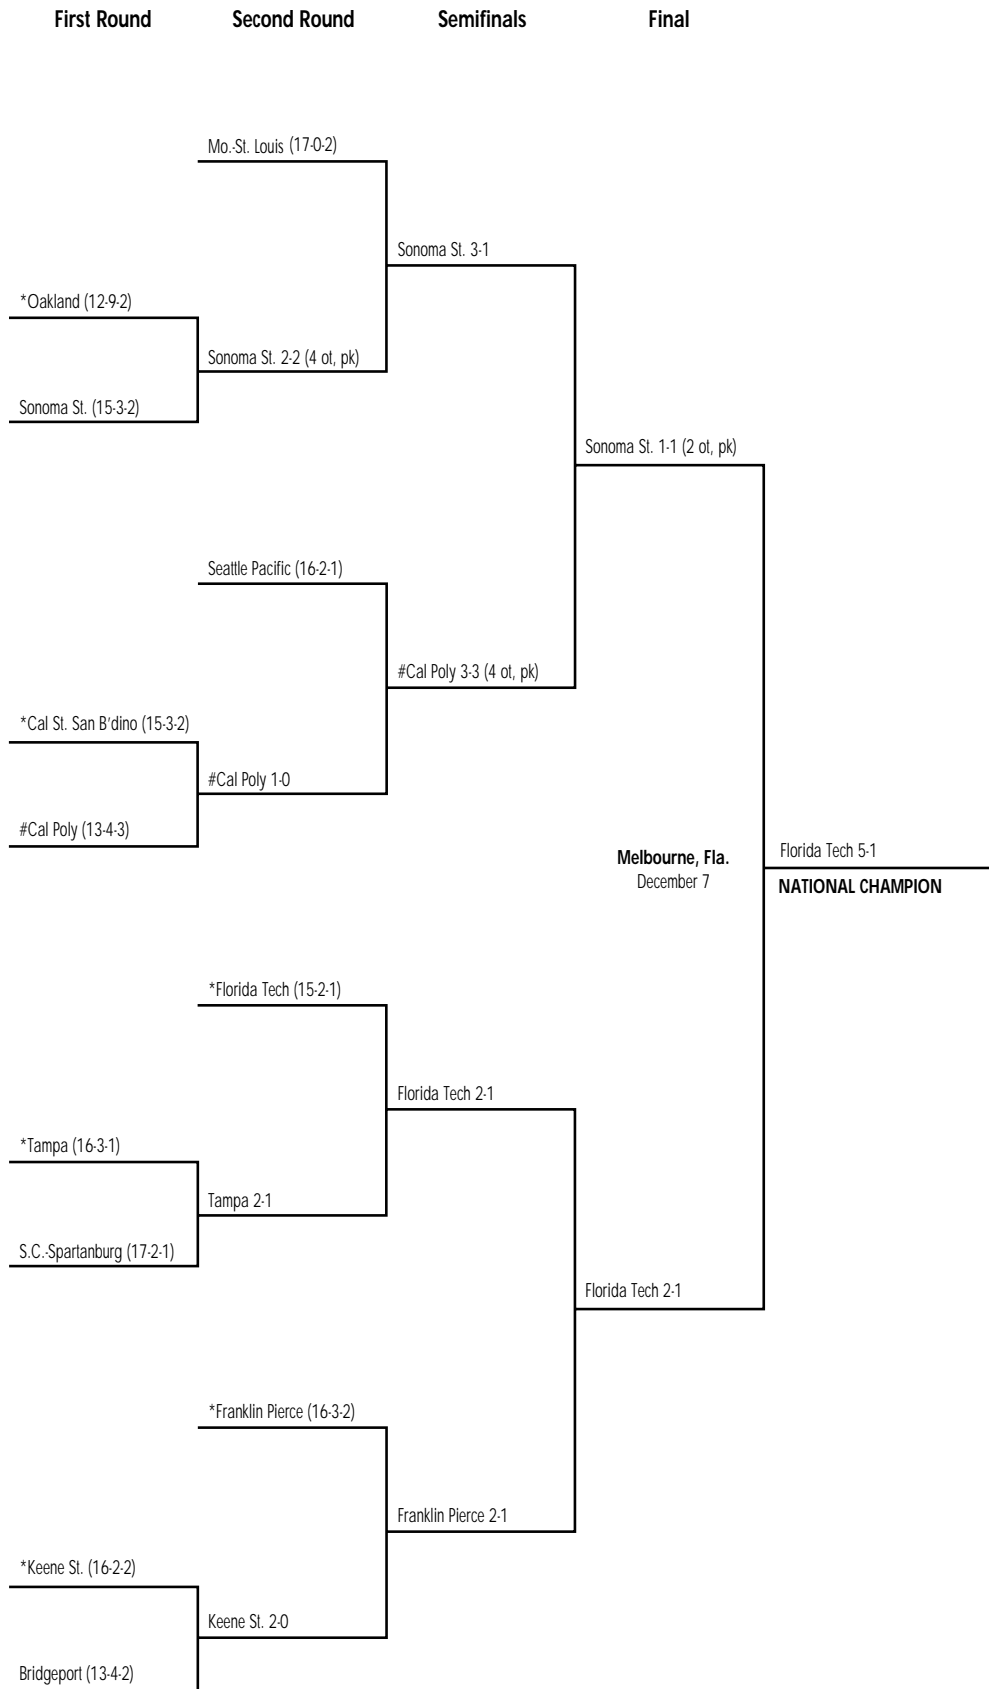 First Round Second Round Semifinals Final
Mo.-St. Louis (17-0-2)
Sonoma St. 3-1
*Oakland (12-9-2)
Sonoma St. 2-2 (4 ot, pk)
Sonoma St. (15-3-2)
Sonoma St. 1-1 (2 ot, pk)
Seattle Pacific (16-2-1)
#Cal Poly 3-3 (4 ot, pk)
*Cal St. San B'dino (15-3-2)
#Cal Poly 1-0
#Cal Poly (13-4-3)
Melbourne, Fla.
December 7
Florida Tech 5-1
NATIONAL CHAMPION
*Florida Tech (15-2-1)
Florida Tech 2-1
*Tampa (16-3-1)
Tampa 2-1
S.C.-Spartanburg (17-2-1)
Florida Tech 2-1
*Franklin Pierce (16-3-2)
Franklin Pierce 2-1
*Keene St. (16-2-2)
Keene St. 2-0
Bridgeport (13-4-2)